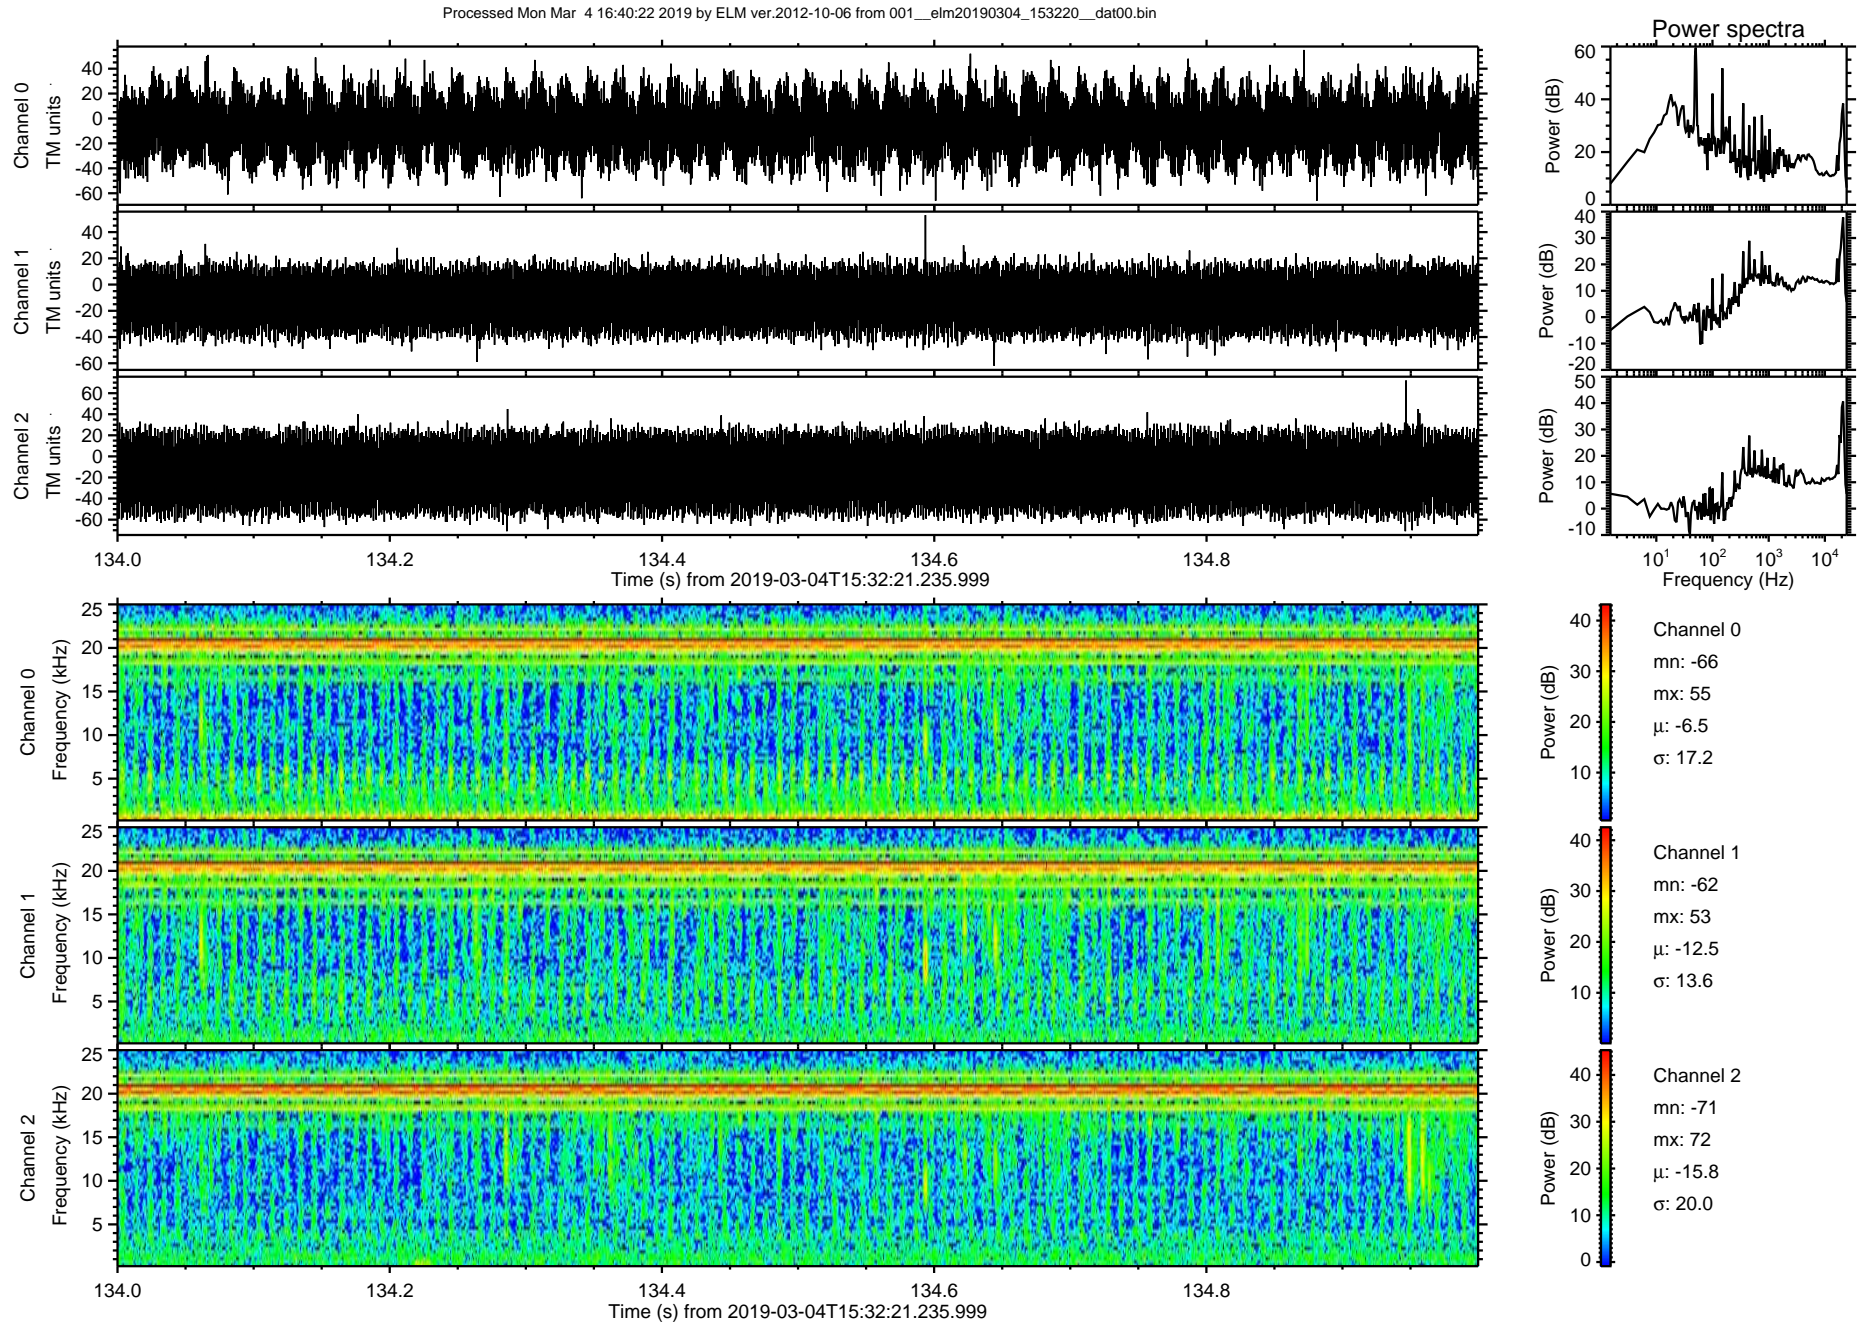 Processed Mon Mar  4 16:40:22 2019 by ELM ver.2012-10-06 from 001__elm20190304_153220__dat00.bin
Power spectra
Channel 0
TM units
40
20
0
-20
-40
-60
Power (dB)
60
40
20
0
Channel 1
TM units
40
20
0
-20
-40
-60
Power (dB)
40
30
20
10
0
-10
-20
Channel 2
TM units
60
40
20
0
-20
-40
-60
Power (dB)
50
40
30
20
10
0
-10
134.0 134.2 134.4 134.6 134.8
Time (s) from 2019-03-04T15:32:21.235.999
10^1 10^2 10^3 10^4
Frequency (Hz)
Channel 0
Frequency (kHz)
25
20
15
10
5
Power (dB)
40
30
20
10
Channel 0
mn: -66
mx: 55
μ: -6.5
σ: 17.2
Channel 1
Frequency (kHz)
25
20
15
10
5
Power (dB)
40
30
20
10
Channel 1
mn: -62
mx: 53
μ: -12.5
σ: 13.6
Channel 2
Frequency (kHz)
25
20
15
10
5
Power (dB)
40
30
20
10
0
Channel 2
mn: -71
mx: 72
μ: -15.8
σ: 20.0
134.0 134.2 134.4 134.6 134.8
Time (s) from 2019-03-04T15:32:21.235.999